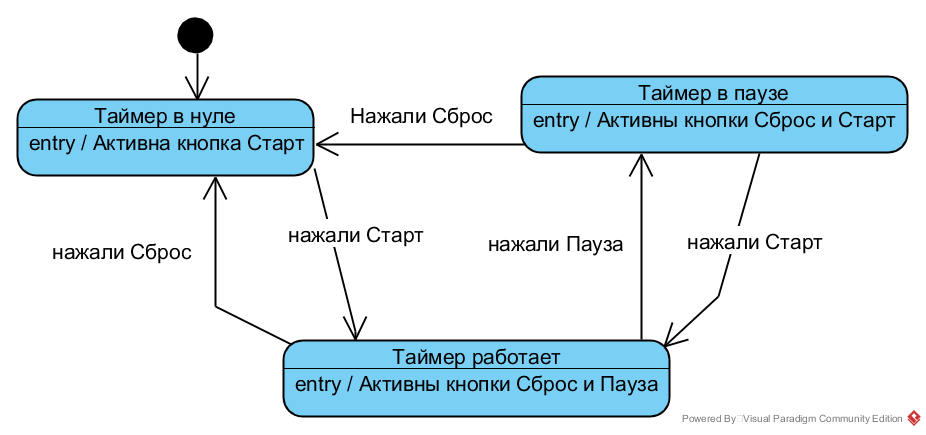 Таймер в нуле
entry / Активна кнопка Старт
Нажали Сброс
Таймер в паузе
entry / Активны кнопки Сброс и Старт
нажали Сброс
нажали Старт
нажали Пауза
нажали Старт
Таймер работает
entry / Активны кнопки Сброс и Пауза
Powered By Visual Paradigm Community Edition